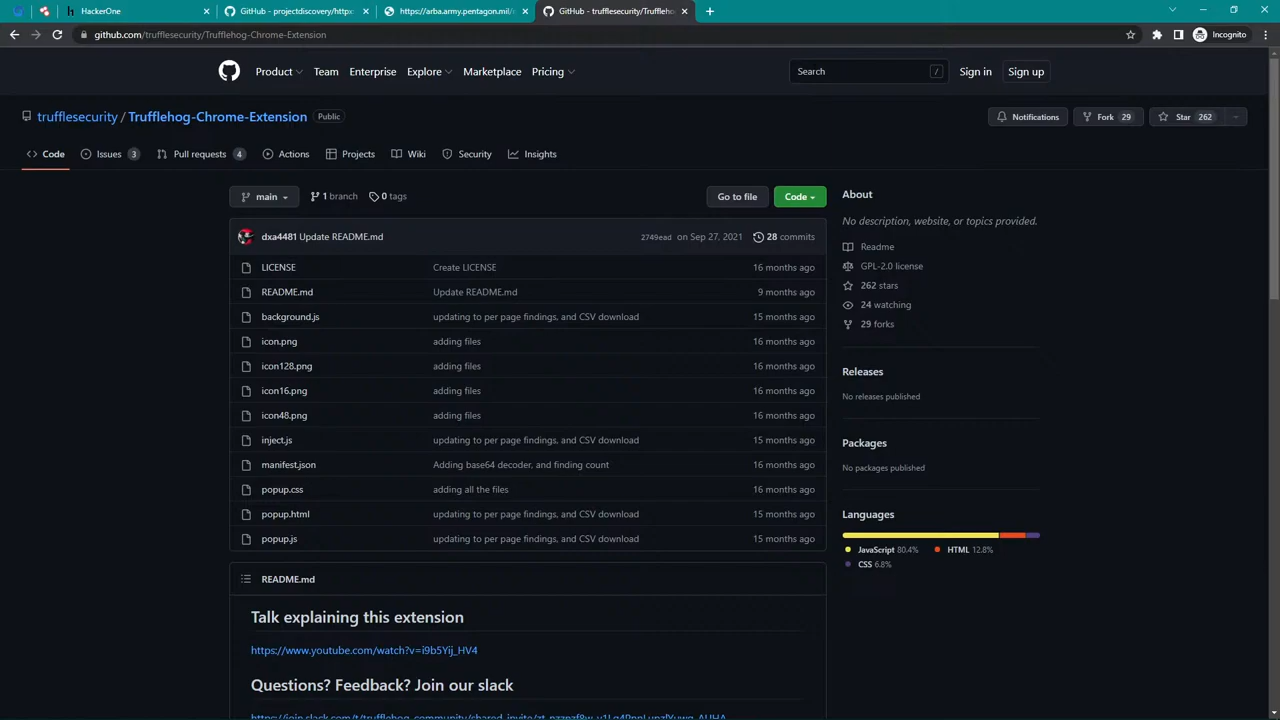 HackerOne
GitHub - projectdiscovery/http
https://arba.army.pentagon.mil/
GitHub - trufflesecurity/Truffleho
github.com/trufflesecurity/Trufflehog-Chrome-Extension
Incognito
Product
Team
Enterprise
Explore
Marketplace
Pricing
Search
/
Sign in
Sign up
trufflesecurity / Trufflehog-Chrome-Extension
Public
Notifications
Fork 29
Star 262
Code
Issues 3
Pull requests 4
Actions
Projects
Wiki
Security
Insights
main
1 branch
0 tags
Go to file
Code
dxa4481 Update README.md
2749ead on Sep 27, 2021
28 commits
LICENSE Create LICENSE 16 months ago
README.md Update README.md 9 months ago
background.js updating to per page findings, and CSV download 15 months ago
icon.png adding files 16 months ago
icon128.png adding files 16 months ago
icon16.png adding files 16 months ago
icon48.png adding files 16 months ago
inject.js updating to per page findings, and CSV download 15 months ago
manifest.json Adding base64 decoder, and finding count 16 months ago
popup.css adding all the files 16 months ago
popup.html updating to per page findings, and CSV download 15 months ago
popup.js updating to per page findings, and CSV download 15 months ago
README.md
Talk explaining this extension
https://www.youtube.com/watch?v=i9b5Yij_HV4
Questions? Feedback? Join our slack
About
No description, website, or topics provided.
Readme
GPL-2.0 license
262 stars
24 watching
29 forks
Releases
No releases published
Packages
No packages published
Languages
JavaScript 80.4%
HTML 12.8%
CSS 6.8%